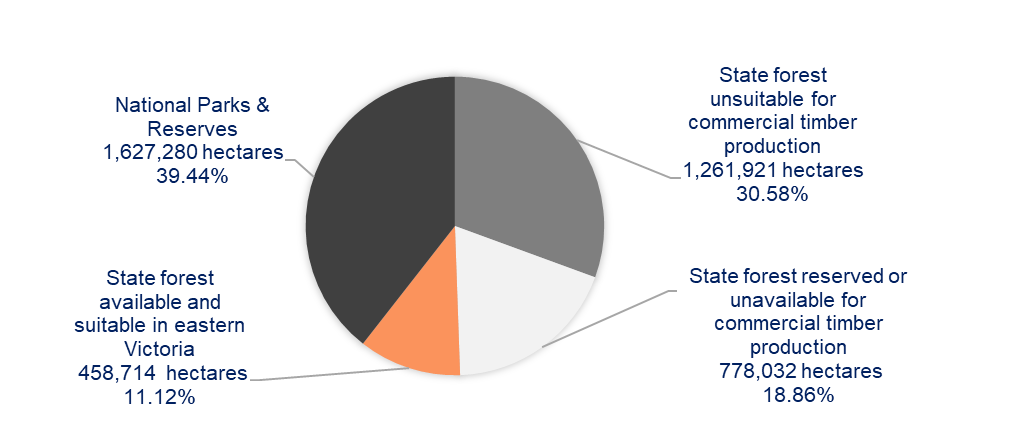 State forest
unsuitable for
commercial timber
production
1,261,921 hectares
30.58%
State forest reserved or
unavailable for
commercial timber
production
778,032 hectares
18.86%
State forest
available and
suitable in eastern
Victoria
458,714 hectares
11.12%
National Parks &
Reserves
1,627,280 hectares
39.44%